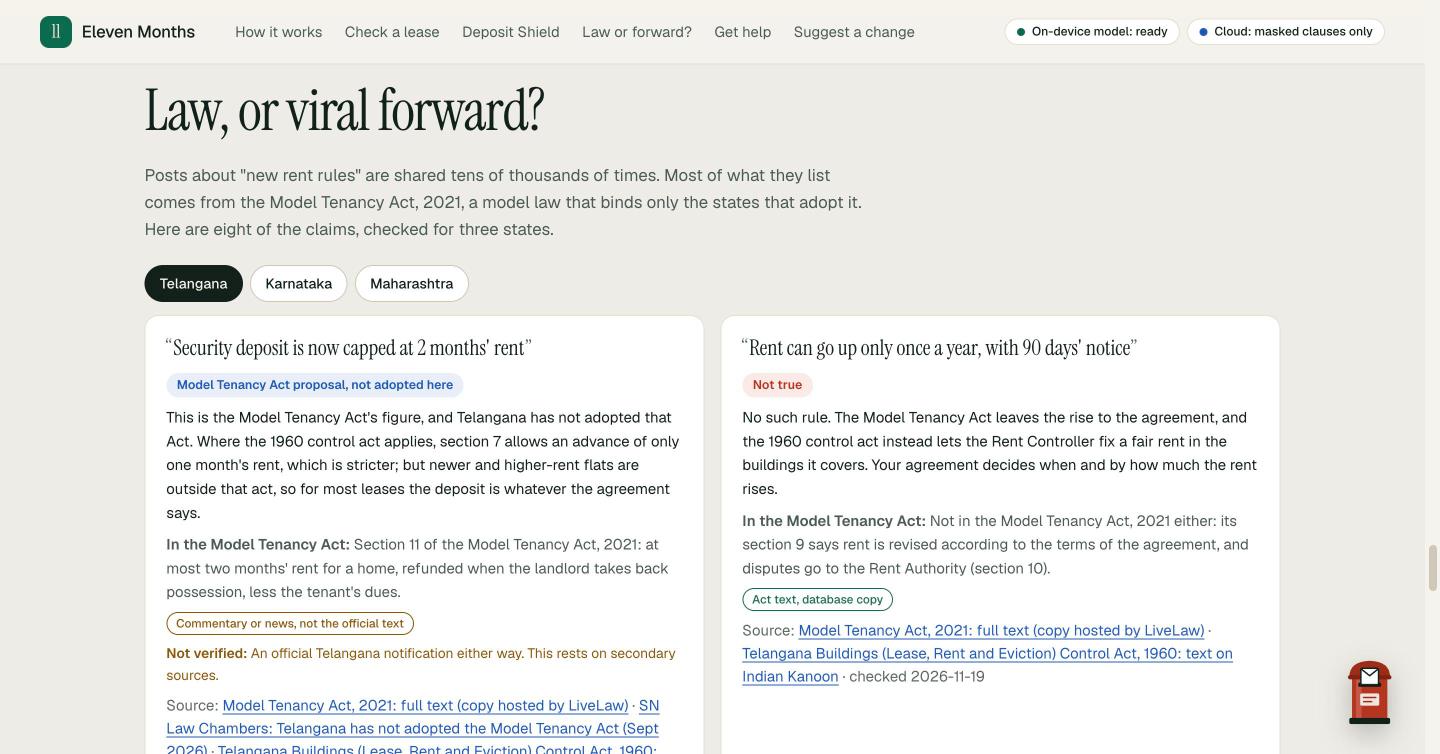 11 Eleven Months How it works Check a lease Deposit Shield Law or forward? Get help Suggest a change On-device model: ready Cloud: masked clauses only
Law, or viral forward?
Posts about "new rent rules" are shared tens of thousands of times. Most of what they list
comes from the Model Tenancy Act, 2021, a model law that binds only the states that adopt it.
Here are eight of the claims, checked for three states.
Telangana Karnataka Maharashtra
“Security deposit is now capped at 2 months' rent”
Model Tenancy Act proposal, not adopted here
This is the Model Tenancy Act's figure, and Telangana has not adopted that
Act. Where the 1960 control act applies, section 7 allows an advance of only
one month's rent, which is stricter; but newer and higher-rent flats are
outside that act, so for most leases the deposit is whatever the agreement
says.
In the Model Tenancy Act: Section 11 of the Model Tenancy Act, 2021: at
most two months' rent for a home, refunded when the landlord takes back
possession, less the tenant's dues.
Commentary or news, not the official text
Not verified: An official Telangana notification either way. This rests on secondary
sources.
Source: Model Tenancy Act, 2021: full text (copy hosted by LiveLaw) · SN
Law Chambers: Telangana has not adopted the Model Tenancy Act (Sept
2026) · Telangana Buildings (Lease, Rent and Eviction) Control Act, 1960:
“Rent can go up only once a year, with 90 days' notice”
Not true
No such rule. The Model Tenancy Act leaves the rise to the agreement, and
the 1960 control act instead lets the Rent Controller fix a fair rent in the
buildings it covers. Your agreement decides when and by how much the rent
rises.
In the Model Tenancy Act: Not in the Model Tenancy Act, 2021 either: its
section 9 says rent is revised according to the terms of the agreement, and
disputes go to the Rent Authority (section 10).
Act text, database copy
Source: Model Tenancy Act, 2021: full text (copy hosted by LiveLaw) ·
Telangana Buildings (Lease, Rent and Eviction) Control Act, 1960: text on
Indian Kanoon · checked 2026-11-19